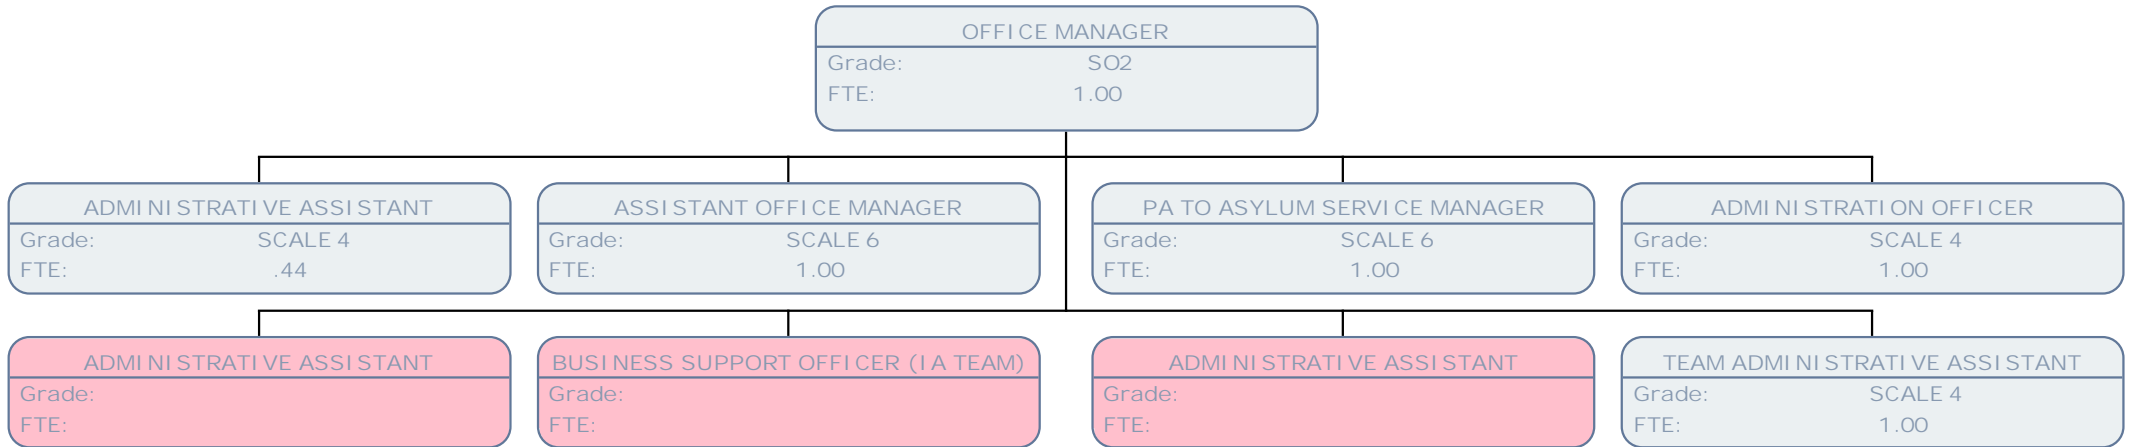 OFFICE MANAGER
Grade: SO2
FTE: 1.00
ADMINISTRATIVE ASSISTANT
Grade: SCALE 4
FTE: .44
ASSISTANT OFFICE MANAGER
Grade: SCALE 6
FTE: 1.00
PA TO ASYLUM SERVICE MANAGER
Grade: SCALE 6
FTE: 1.00
ADMINISTRATION OFFICER
Grade: SCALE 4
FTE: 1.00
ADMINISTRATIVE ASSISTANT
Grade:
FTE:
BUSINESS SUPPORT OFFICER (IA TEAM)
Grade:
FTE:
ADMINISTRATIVE ASSISTANT
Grade:
FTE:
TEAM ADMINISTRATIVE ASSISTANT
Grade: SCALE 4
FTE: 1.00